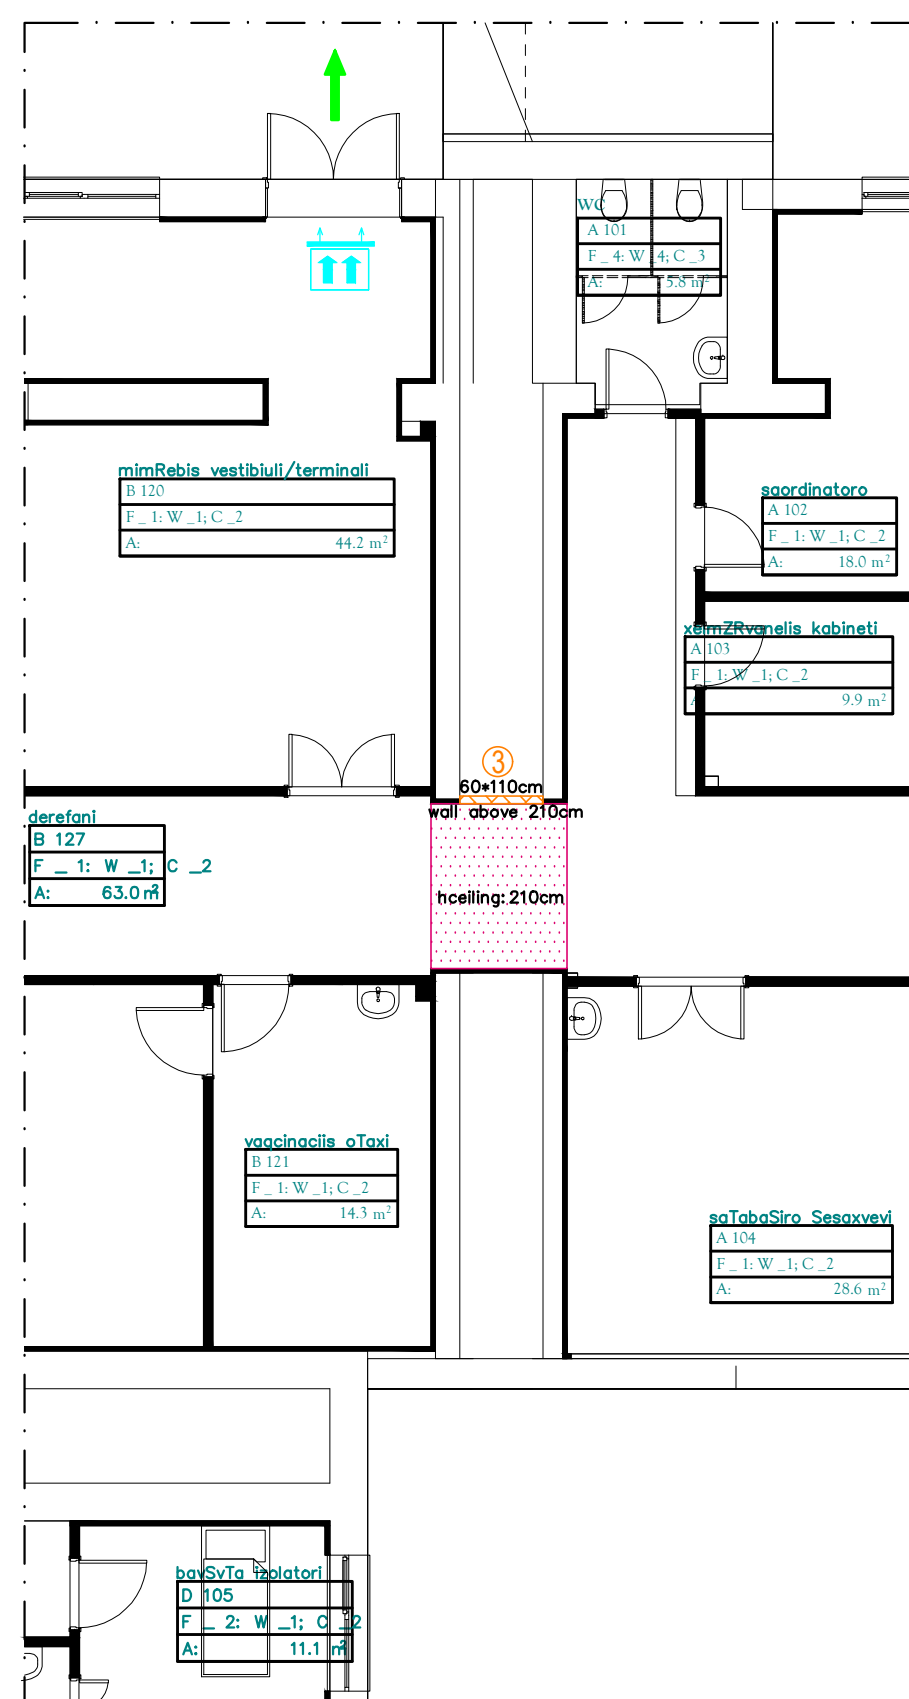 WC
A 101
F _ 4: W _4; C _3
A: 5.8 m²
mimRebis vestibiuli/terminali
B 120
F _ 1: W _1; C _2
A: 44.2 m²
saordinatoro
A 102
F _ 1: W _1; C _2
A: 18.0 m²
xelmZRvanelis kabineti
A 103
F _ 1: W _1; C _2
A: 9.9 m²
3
60*110cm
wall above 210cm
derefani
B 127
F _ 1: W _1; C _2
A: 63.0 m²
hceiling: 210cm
vaqcinaciis oTaxi
B 121
F _ 1: W _1; C _2
A: 14.3 m²
saTabaSiro Sesaxvevi
A 104
F _ 1: W _1; C _2
A: 28.6 m²
bavSvTa izolatori
D 105
F _ 2: W _1; C _2
A: 11.1 m²